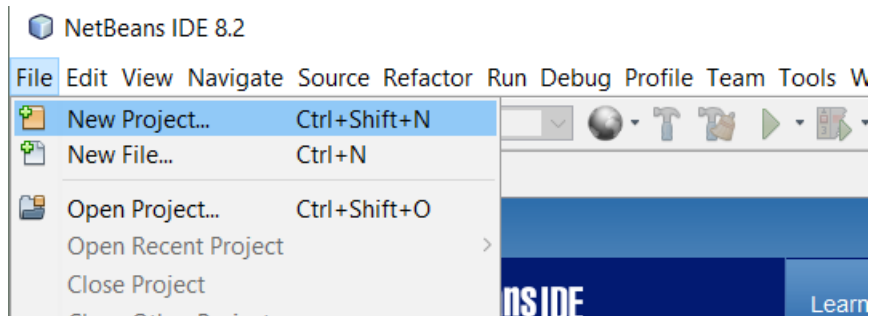 NetBeans IDE 8.2
File Edit View Navigate Source Refactor Run Debug Profile Team Tools
New Project... Ctrl+Shift+N
New File... Ctrl+N
Open Project... Ctrl+Shift+O
Open Recent Project
Close Project
IDE Learn